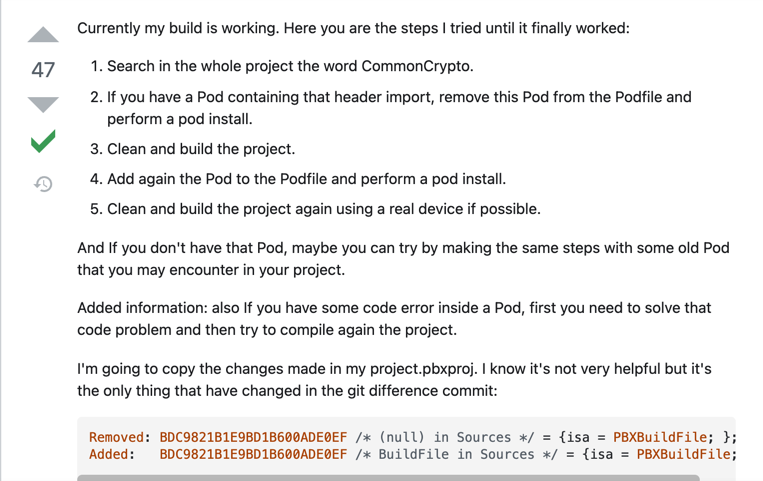 Currently my build is working. Here you are the steps I tried until it finally worked:
47
1. Search in the whole project the word CommonCrypto.
2. If you have a Pod containing that header import, remove this Pod from the Podfile and
perform a pod install.
3. Clean and build the project.
4. Add again the Pod to the Podfile and perform a pod install.
5. Clean and build the project again using a real device if possible.
And If you don't have that Pod, maybe you can try by making the same steps with some old Pod
that you may encounter in your project.
Added information: also If you have some code error inside a Pod, first you need to solve that
code problem and then try to compile again the project.
I'm going to copy the changes made in my project.pbxproj. I know it's not very helpful but it's
the only thing that have changed in the git difference commit:
Removed: BDC9821B1E9BD1B600ADE0EF /* (null) in Sources */ = {isa = PBXBuildFile; };
Added: BDC9821B1E9BD1B600ADE0EF /* BuildFile in Sources */ = {isa = PBXBuildFile;